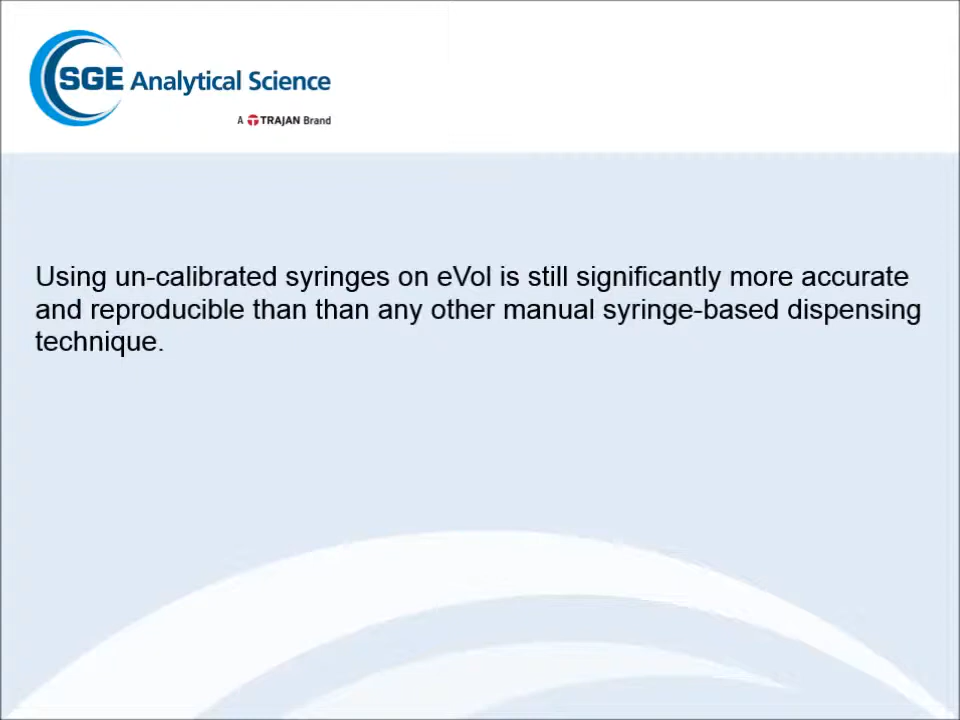 SGE Analytical Science
A TRAJAN Brand
Using un-calibrated syringes on eVol is still significantly more accurate
and reproducible than than any other manual syringe-based dispensing
technique.